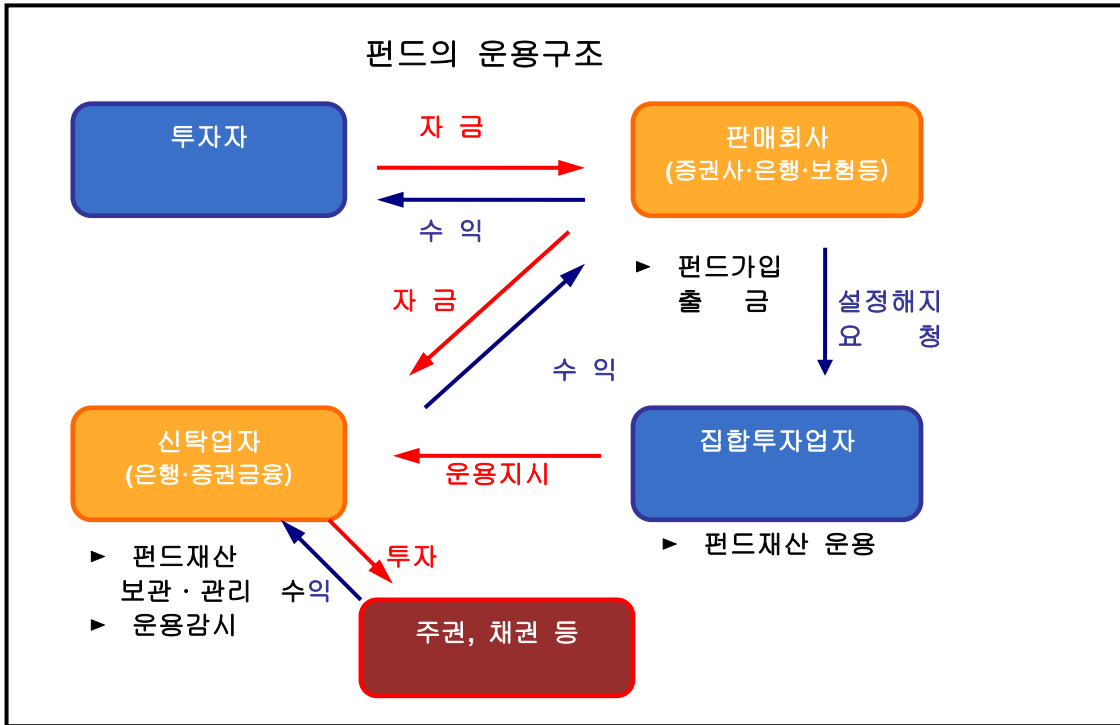 펀드의 운용구조
투자자
자 금
판매회사
(증권사·은행·보험등)
수 익
► 펀드가입
출 금
설정해지
요 청
자 금
수 익
신탁업자
(은행·증권금융)
운용지시
집합투자업자
► 펀드재산
보관·관리
► 운용감시
수익
투자
► 펀드재산 운용
주권, 채권 등